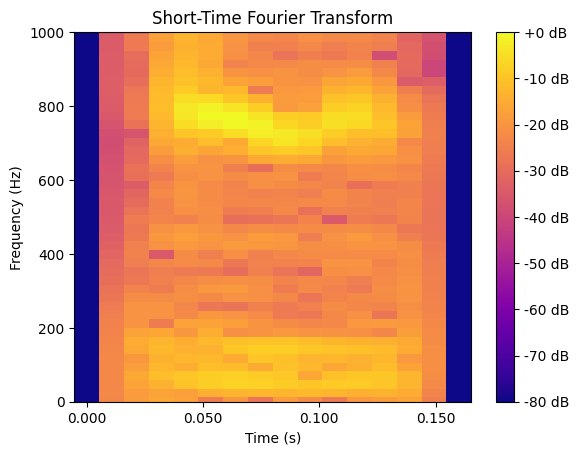 Short-Time Fourier Transform
1000
800
600
400
200
0
Frequency (Hz)
0.000
0.050
0.100
0.150
Time (s)
+0 dB
-10 dB
-20 dB
-30 dB
-40 dB
-50 dB
-60 dB
-70 dB
-80 dB